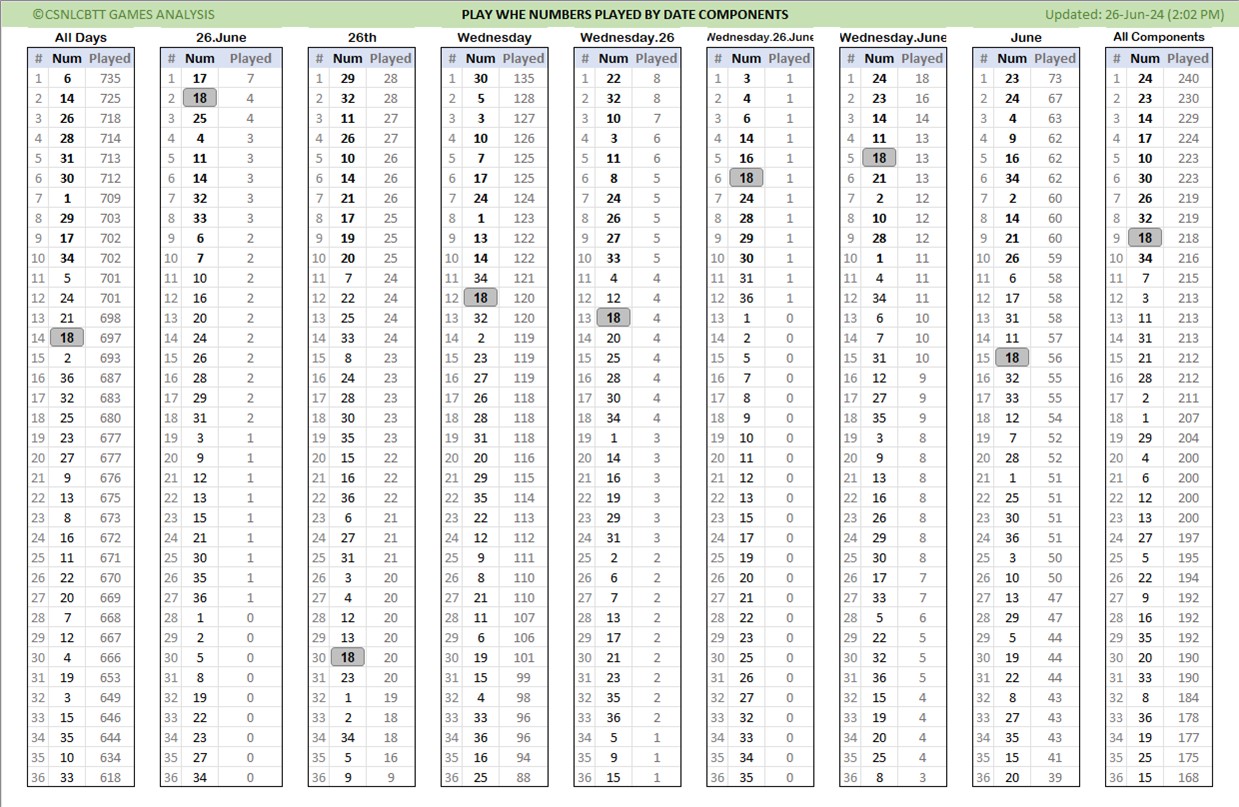 ©CSNLCBTT GAMES ANALYSIS PLAY WHE NUMBERS PLAYED BY DATE COMPONENTS Updated: 26-Jun-24 (2:02 PM)
All Days 26.June 26th Wednesday Wednesday.26 Wednesday.26.June Wednesday.June June All Components
# Num Played # Num Played # Num Played # Num Played # Num Played # Num Played # Num Played # Num Played # Num Played
1 6 735 1 17 7 1 29 28 1 30 135 1 22 8 1 3 1 1 24 18 1 23 73 1 24 240
2 14 725 2 18 4 2 32 28 2 5 128 2 32 8 2 4 1 2 23 16 2 24 67 2 23 230
3 26 718 3 25 4 3 11 27 3 3 127 3 10 7 3 6 1 3 14 14 3 4 63 3 14 229
4 28 714 4 4 3 4 26 27 4 10 126 4 3 6 4 14 1 4 11 13 4 9 62 4 17 224
5 31 713 5 11 3 5 10 26 5 7 125 5 11 6 5 16 1 5 18 13 5 16 62 5 10 223
6 30 712 6 14 3 6 14 26 6 17 125 6 8 5 6 18 1 6 21 13 6 34 62 6 30 223
7 1 709 7 32 3 7 21 26 7 24 124 7 24 5 7 24 1 7 2 12 7 2 60 7 26 219
8 29 703 8 33 3 8 17 25 8 1 123 8 26 5 8 28 1 8 10 12 8 14 60 8 32 219
9 17 702 9 6 2 9 19 25 9 13 122 9 27 5 9 29 1 9 28 12 9 21 60 9 18 218
10 34 702 10 7 2 10 20 25 10 14 122 10 33 5 10 30 1 10 1 11 10 26 59 10 34 216
11 5 701 11 10 2 11 7 24 11 34 121 11 4 4 11 31 1 11 4 11 11 6 58 11 7 215
12 24 701 12 16 2 12 22 24 12 18 120 12 12 4 12 36 1 12 34 11 12 17 58 12 3 213
13 21 698 13 20 2 13 25 24 13 32 120 13 18 4 13 1 0 13 6 10 13 31 58 13 11 213
14 18 697 14 24 2 14 33 24 14 2 119 14 20 4 14 2 0 14 7 10 14 11 57 14 31 213
15 2 693 15 26 2 15 8 23 15 23 119 15 25 4 15 5 0 15 31 10 15 18 56 15 21 212
16 36 687 16 28 2 16 24 23 16 27 119 16 28 4 16 7 0 16 12 9 16 32 55 16 28 212
17 32 683 17 29 2 17 28 23 17 26 118 17 30 4 17 8 0 17 27 9 17 33 55 17 2 211
18 25 680 18 31 2 18 30 23 18 28 118 18 34 4 18 9 0 18 35 9 18 12 54 18 1 207
19 23 677 19 3 1 19 35 23 19 31 118 19 1 3 19 10 0 19 3 8 19 7 52 19 29 204
20 27 677 20 9 1 20 15 22 20 20 116 20 14 3 20 11 0 20 9 8 20 28 52 20 4 200
21 9 676 21 12 1 21 16 22 21 29 115 21 16 3 21 12 0 21 13 8 21 1 51 21 6 200
22 13 675 22 13 1 22 36 22 22 35 114 22 19 3 22 13 0 22 16 8 22 25 51 22 12 200
23 8 673 23 15 1 23 6 21 23 22 113 23 29 3 23 15 0 23 26 8 23 30 51 23 13 200
24 16 672 24 21 1 24 27 21 24 12 112 24 31 3 24 17 0 24 29 8 24 36 51 24 27 197
25 11 671 25 30 1 25 31 21 25 9 111 25 2 2 25 19 0 25 30 8 25 3 50 25 5 195
26 22 670 26 35 1 26 3 20 26 8 110 26 6 2 26 20 0 26 17 7 26 10 50 26 22 194
27 20 669 27 36 1 27 4 20 27 21 110 27 7 2 27 21 0 27 33 7 27 13 47 27 9 192
28 7 668 28 1 0 28 12 20 28 11 107 28 13 2 28 22 0 28 5 6 28 29 47 28 16 192
29 12 667 29 2 0 29 13 20 29 6 106 29 17 2 29 23 0 29 22 5 29 5 44 29 35 192
30 4 666 30 5 0 30 18 20 30 19 101 30 21 2 30 25 0 30 32 5 30 19 44 30 20 190
31 19 653 31 8 0 31 23 20 31 15 99 31 23 2 31 26 0 31 36 5 31 22 44 31 33 190
32 3 649 32 19 0 32 1 19 32 4 98 32 35 2 32 27 0 32 15 4 32 8 43 32 8 184
33 15 646 33 22 0 33 2 18 33 33 96 33 36 2 33 32 0 33 19 4 33 27 43 33 36 178
34 35 644 34 23 0 34 34 18 34 36 96 34 5 1 34 33 0 34 20 4 34 35 43 34 19 177
35 10 634 35 27 0 35 5 16 35 16 94 35 9 1 35 34 0 35 25 4 35 15 41 35 25 175
36 33 618 36 34 0 36 9 9 36 25 88 36 15 1 36 35 0 36 8 3 36 20 39 36 15 168